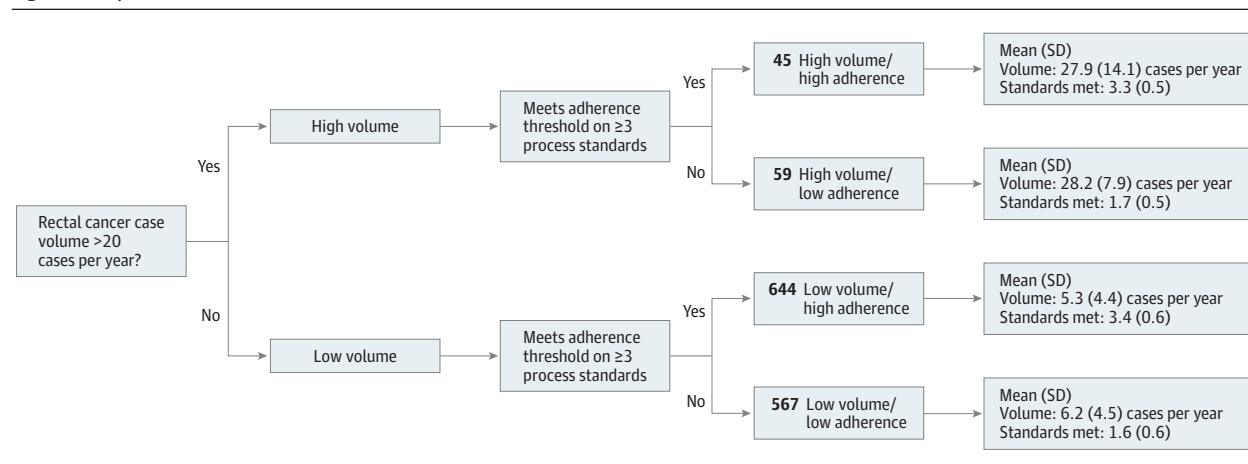 Rectal cancer case
volume >20
cases per year?
Yes
No
High volume
Low volume
Meets adherence
threshold on ≥3
process standards
Yes
No
Meets adherence
threshold on ≥3
process standards
Yes
No
45 High volume/
high adherence
59 High volume/
low adherence
644 Low volume/
high adherence
567 Low volume/
low adherence
Mean (SD)
Volume: 27.9 (14.1) cases per year
Standards met: 3.3 (0.5)
Mean (SD)
Volume: 28.2 (7.9) cases per year
Standards met: 1.7 (0.5)
Mean (SD)
Volume: 5.3 (4.4) cases per year
Standards met: 3.4 (0.6)
Mean (SD)
Volume: 6.2 (4.5) cases per year
Standards met: 1.6 (0.6)